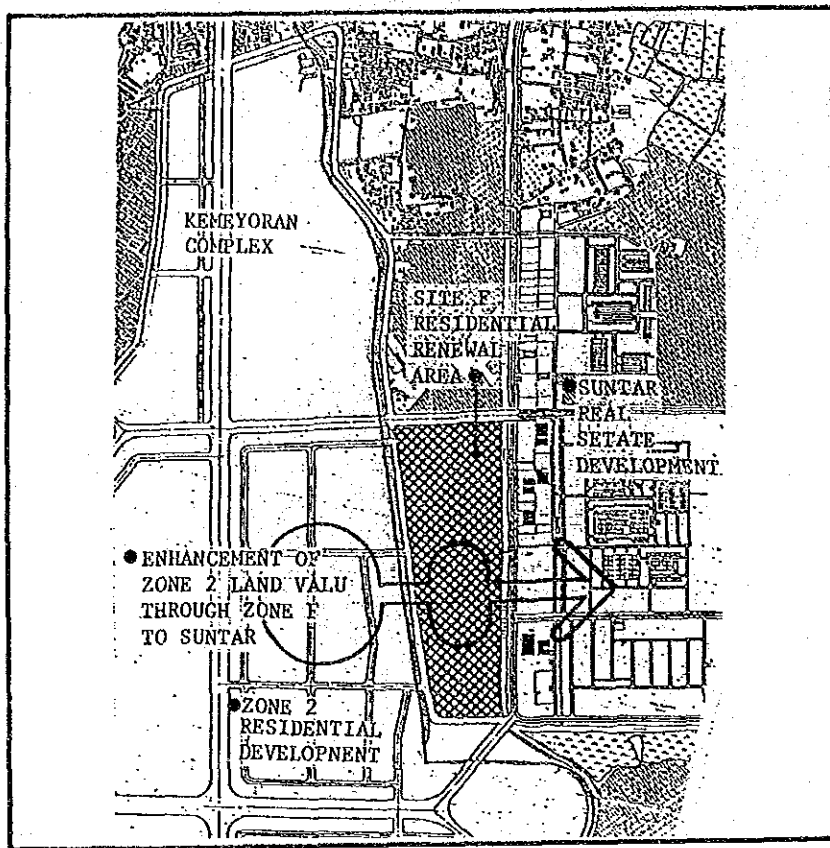 KEMEYORAN
COMPLEX
SITE F
RESIDENTIAL
RENEWAL
AREA
SUNTAR
REAL
SETATE
DEVELOPMENT
ENHANCEMENT OF
ZONE 2 LAND VALU
THROUGH ZONE F
TO SUNTAR
ZONE 2
RESIDENTIAL
DEVELOPNENT